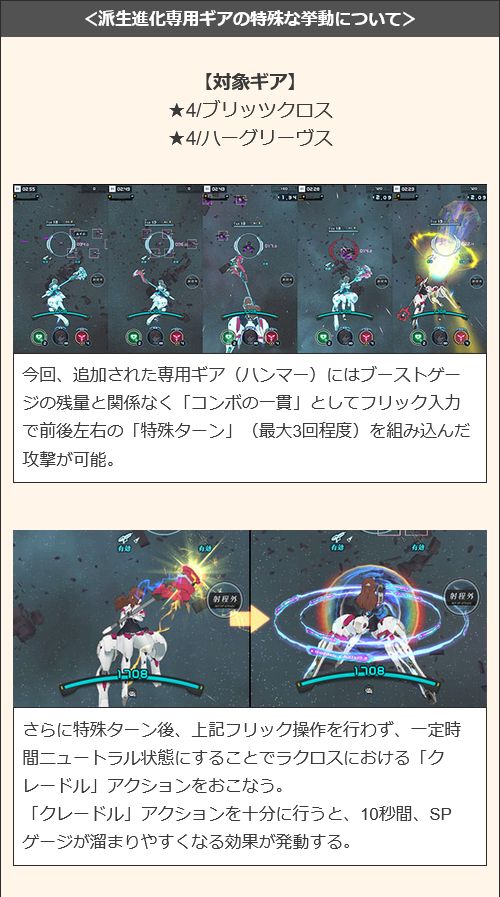 <派生進化専用ギアの特殊な挙動について>
【対象ギア】
★4/ブリッツクロス
★4/ハーグリーヴス
今回、追加された専用ギア（ハンマー）にはブーストゲー
ジの残量と関係なく「コンボの一貫」としてフリック入力
で前後左右の「特殊ターン」（最大3回程度）を組み込んだ
攻撃が可能。
有効 有効
射程外
1708
有効 有効
射程外
1708
さらに特殊ターン後、上記フリック操作を行わず、一定時
間ニュートラル状態にすることでラクロスにおける「ク
レードル」アクションをおこなう。
「クレードル」アクションを十分に行うと、10秒間、SP
ゲージが溜まりやすくなる効果が発動する。